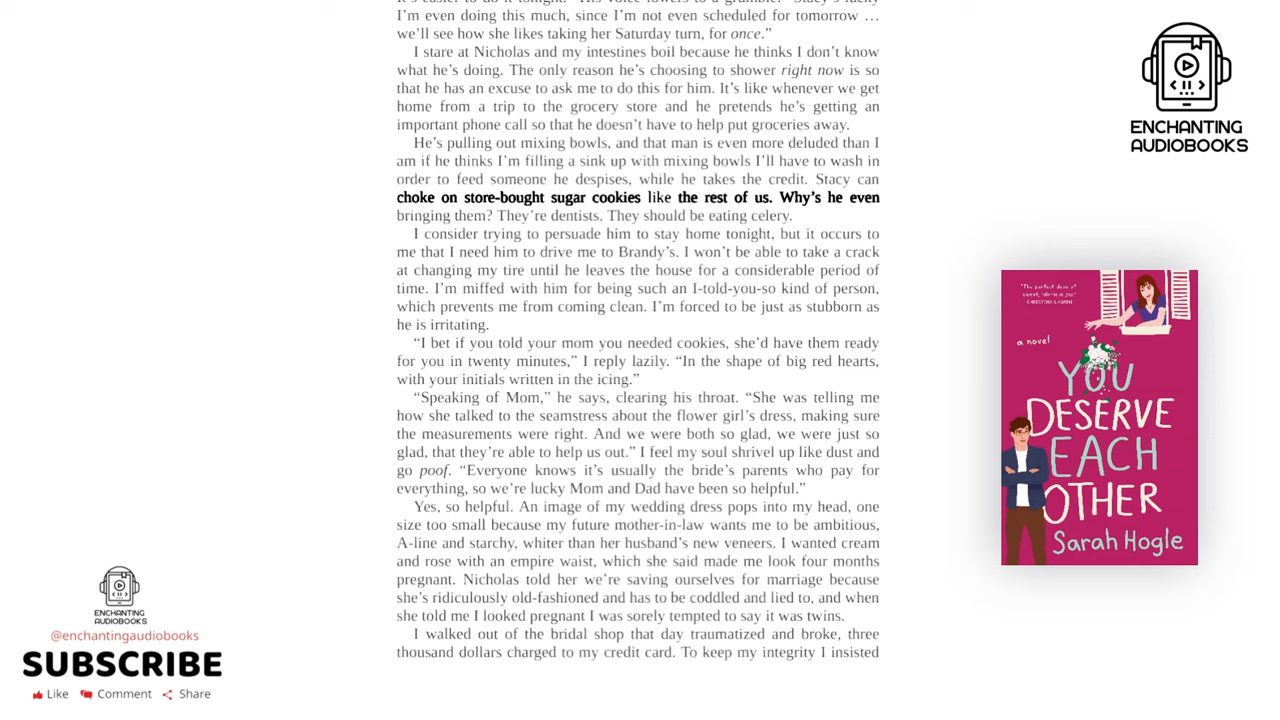 I'm even doing this much, since I'm not even scheduled for tomorrow …
we'll see how she likes taking her Saturday turn, for once.”
I stare at Nicholas and my intestines boil because he thinks I don't know
what he's doing. The only reason he's choosing to shower right now is so
that he has an excuse to ask me to do this for him. It's like whenever we get
home from a trip to the grocery store and he pretends he's getting an
important phone call so that he doesn't have to help put groceries away.
He's pulling out mixing bowls, and that man is even more deluded than I
am if he thinks I'm filling a sink up with mixing bowls I'll have to wash in
order to feed someone he despises, while he takes the credit. Stacy can
choke on store-bought sugar cookies like the rest of us. Why's he even
bringing them? They're dentists. They should be eating celery.
I consider trying to persuade him to stay home tonight, but it occurs to
me that I need him to drive me to Brandy's. I won't be able to take a crack
at changing my tire until he leaves the house for a considerable period of
time. I'm miffed with him for being such an I-told-you-so kind of person,
which prevents me from coming clean. I'm forced to be just as stubborn as
he is irritating.
“I bet if you told your mom you needed cookies, she'd have them ready
for you in twenty minutes,” I reply lazily. “In the shape of big red hearts,
with your initials written in the icing.”
“Speaking of Mom,” he says, clearing his throat. “She was telling me
how she talked to the seamstress about the flower girl's dress, making sure
the measurements were right. And we were both so glad, we were just so
glad, that they're able to help us out.” I feel my soul shrivel up like dust and
go poof. “Everyone knows it's usually the bride's parents who pay for
everything, so we're lucky Mom and Dad have been so helpful.”
Yes, so helpful. An image of my wedding dress pops into my head, one
size too small because my future mother-in-law wants me to be ambitious,
A-line and starchy, whiter than her husband's new veneers. I wanted cream
and rose with an empire waist, which she said made me look four months
pregnant. Nicholas told her we're saving ourselves for marriage because
she's ridiculously old-fashioned and has to be coddled and lied to, and when
she told me I looked pregnant I was sorely tempted to say it was twins.
I walked out of the bridal shop that day traumatized and broke, three
thousand dollars charged to my credit card. To keep my integrity I insisted
ENCHANTING
AUDIOBOOKS
a novel
YOU
DESERVE
EACH
OTHER
Sarah Hogle
ENCHANTING
AUDIOBOOKS
@enchantingaudiobooks
SUBSCRIBE
Like Comment Share